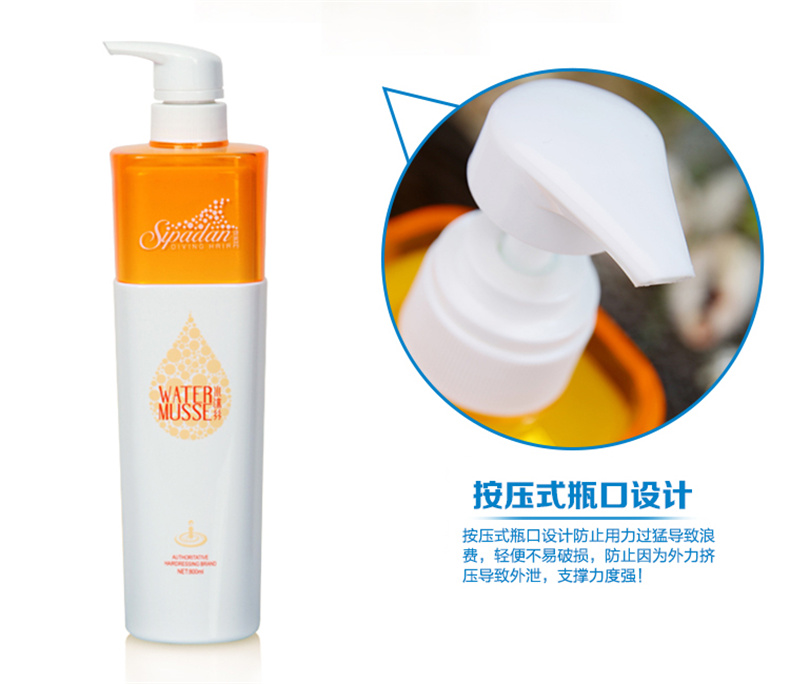 Sipadan
DIVING HAIR
WATER
MUSSE
AUTHORITATIVE
HAIRDRESSING BRAND
NET:800ml
按压式瓶口设计
按压式瓶口设计防止用力过猛导致浪
费，轻便不易破损，防止因为外力挤
压导致外泄，支撑力度强！